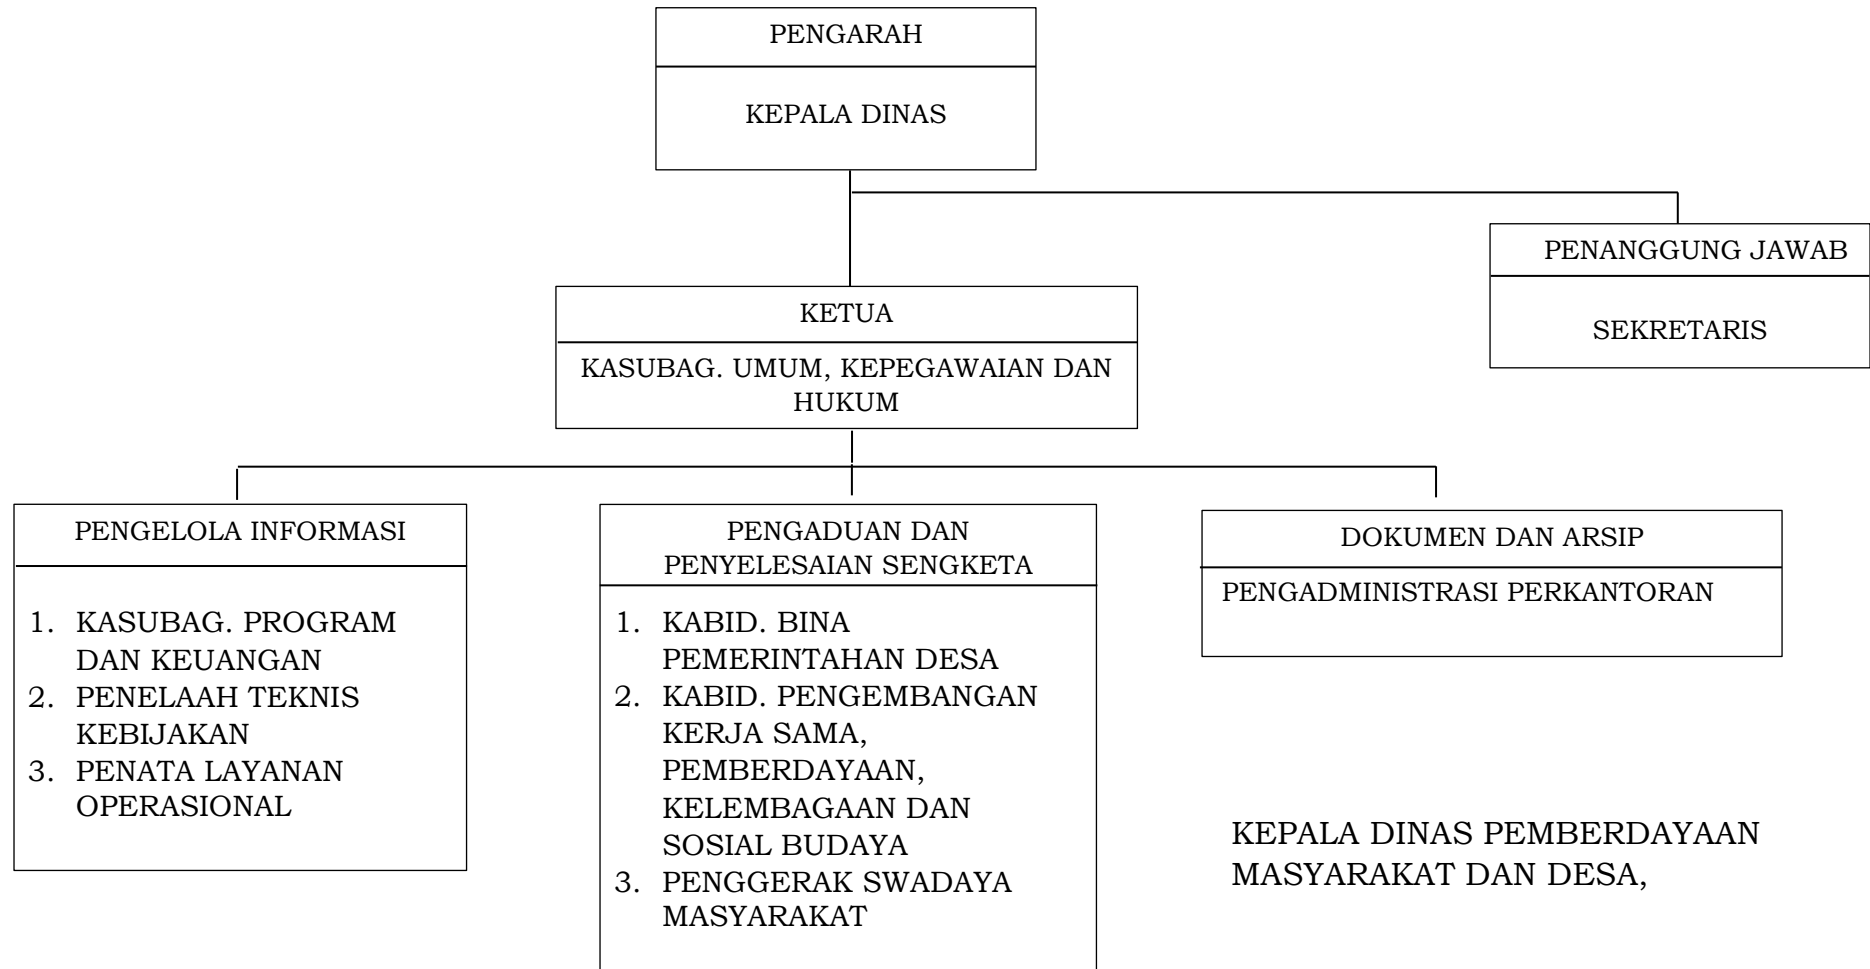 PENGARAH
KEPALA DINAS
PENANGGUNG JAWAB
SEKRETARIS
KETUA
KASUBAG. UMUM, KEPEGAWAIAN DAN
HUKUM
PENGELOLA INFORMASI
1. KASUBAG. PROGRAM
DAN KEUANGAN
2. PENELAAH TEKNIS
KEBIJAKAN
3. PENATA LAYANAN
OPERASIONAL
PENGADUAN DAN
PENYELESAIAN SENGKETA
1. KABID. BINA
PEMERINTAHAN DESA
2. KABID. PENGEMBANGAN
KERJA SAMA,
PEMBERDAYAAN,
KELEMBAGAAN DAN
SOSIAL BUDAYA
3. PENGGERAK SWADAYA
MASYARAKAT
DOKUMEN DAN ARSIP
PENGADMINISTRASI PERKANTORAN
KEPALA DINAS PEMBERDAYAAN
MASYARAKAT DAN DESA,